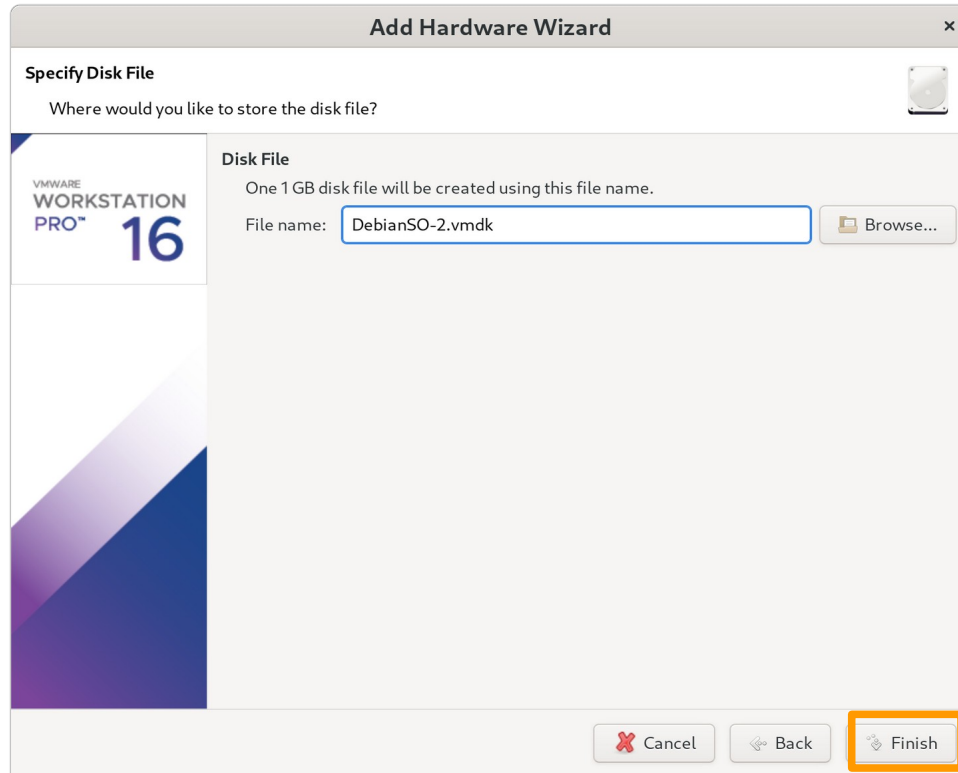 Add Hardware Wizard
Specify Disk File
Where would you like to store the disk file?
VMWARE
WORKSTATION
PRO™ 16
Disk File
One 1 GB disk file will be created using this file name.
File name: DebianSO-2.vmdk Browse...
Cancel Back Finish